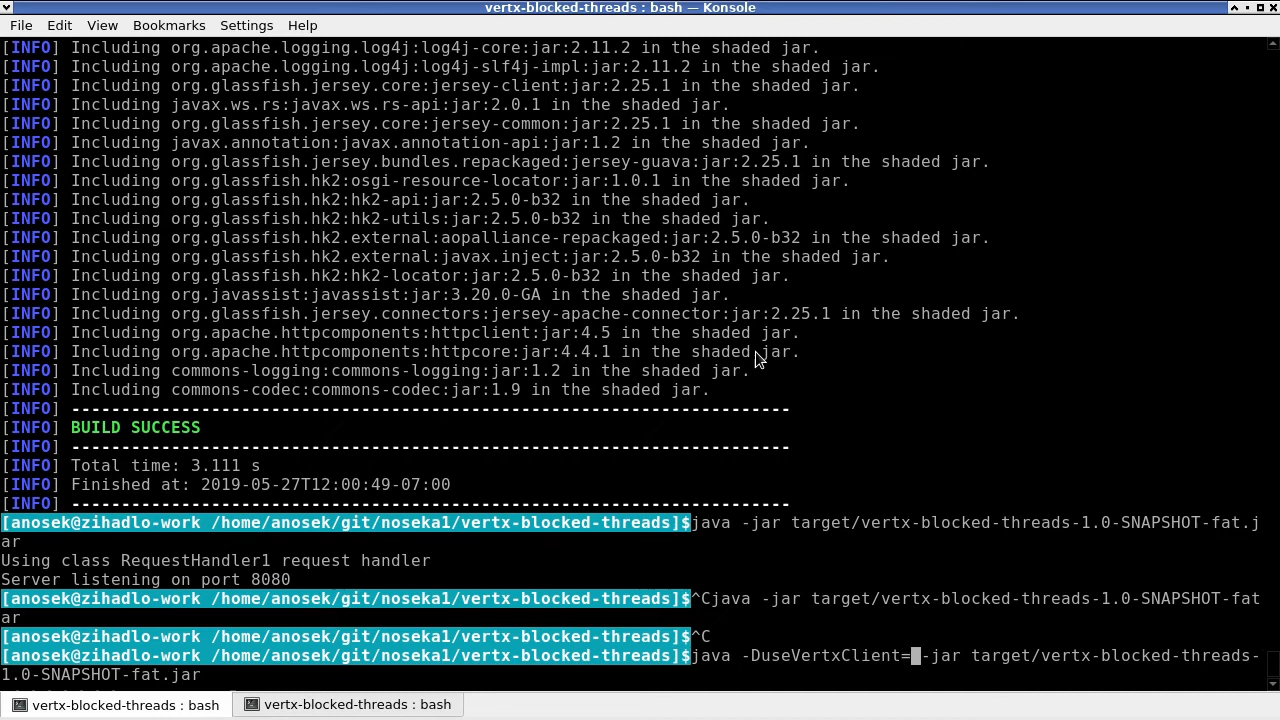 vertx-blocked-threads : bash — Konsole
File Edit View Bookmarks Settings Help
[INFO] Including org.apache.logging.log4j:log4j-core:jar:2.11.2 in the shaded jar.
[INFO] Including org.apache.logging.log4j:log4j-slf4j-impl:jar:2.11.2 in the shaded jar.
[INFO] Including org.glassfish.jersey.core:jersey-client:jar:2.25.1 in the shaded jar.
[INFO] Including javax.ws.rs:javax.ws.rs-api:jar:2.0.1 in the shaded jar.
[INFO] Including org.glassfish.jersey.core:jersey-common:jar:2.25.1 in the shaded jar.
[INFO] Including javax.annotation:javax.annotation-api:jar:1.2 in the shaded jar.
[INFO] Including org.glassfish.jersey.bundles.repackaged:jersey-guava:jar:2.25.1 in the shaded jar.
[INFO] Including org.glassfish.hk2:osgi-resource-locator:jar:1.0.1 in the shaded jar.
[INFO] Including org.glassfish.hk2:hk2-api:jar:2.5.0-b32 in the shaded jar.
[INFO] Including org.glassfish.hk2:hk2-utils:jar:2.5.0-b32 in the shaded jar.
[INFO] Including org.glassfish.hk2.external:aopalliance-repackaged:jar:2.5.0-b32 in the shaded jar.
[INFO] Including org.glassfish.hk2.external:javax.inject:jar:2.5.0-b32 in the shaded jar.
[INFO] Including org.glassfish.hk2:hk2-locator:jar:2.5.0-b32 in the shaded jar.
[INFO] Including org.javassist:javassist:jar:3.20.0-GA in the shaded jar.
[INFO] Including org.glassfish.jersey.connectors:jersey-apache-connector:jar:2.25.1 in the shaded jar.
[INFO] Including org.apache.httpcomponents:httpclient:jar:4.5 in the shaded jar.
[INFO] Including org.apache.httpcomponents:httpcore:jar:4.4.1 in the shaded jar.
[INFO] Including commons-logging:commons-logging:jar:1.2 in the shaded jar.
[INFO] Including commons-codec:commons-codec:jar:1.9 in the shaded jar.
[INFO] ------------------------------------------------------------------------
[INFO] BUILD SUCCESS
[INFO] ------------------------------------------------------------------------
[INFO] Total time: 3.111 s
[INFO] Finished at: 2019-05-27T12:00:49-07:00
[INFO] ------------------------------------------------------------------------
[anosek@zihadlo-work /home/anosek/git/noseka1/vertx-blocked-threads]$java -jar target/vertx-blocked-threads-1.0-SNAPSHOT-fat.j
ar
Using class RequestHandler1 request handler
Server listening on port 8080
[anosek@zihadlo-work /home/anosek/git/noseka1/vertx-blocked-threads]$^Cjava -jar target/vertx-blocked-threads-1.0-SNAPSHOT-fat
ar
[anosek@zihadlo-work /home/anosek/git/noseka1/vertx-blocked-threads]$^C
[anosek@zihadlo-work /home/anosek/git/noseka1/vertx-blocked-threads]$java -DuseVertxClient= -jar target/vertx-blocked-threads-
1.0-SNAPSHOT-fat.jar
vertx-blocked-threads : bash vertx-blocked-threads : bash